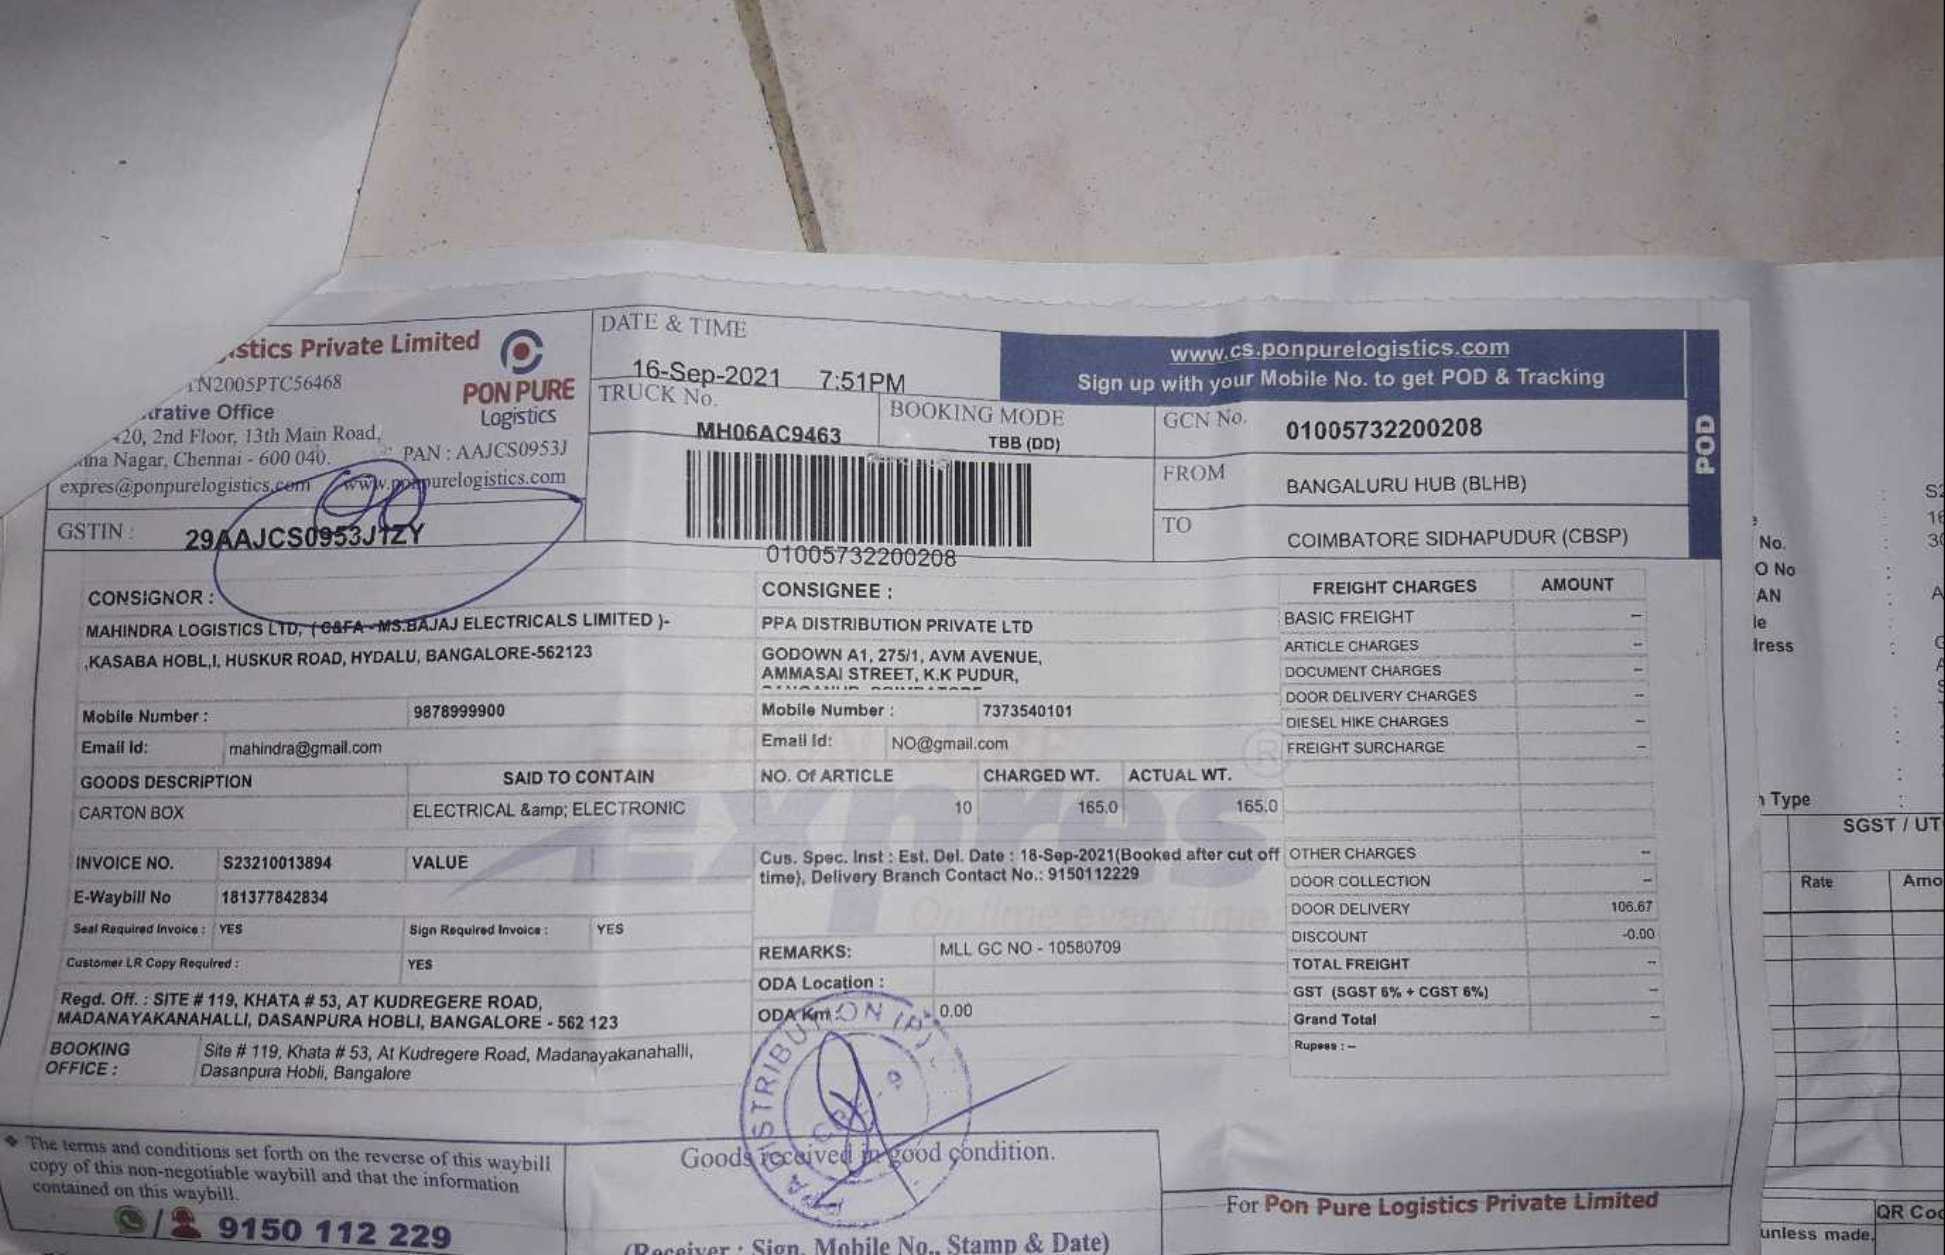 stics Private Limited
PON PURE
Logistics
TN2005PTC56468
rative Office
420, 2nd Floor, 13th Main Road,
na Nagar, Chennai - 600 040.
PAN : AAJCS0953J
expres@ponpurelogistics.com www.ponpurelogistics.com
GSTIN : 29AAJCS0953J1ZY
DATE & TIME
16-Sep-2021 7:51PM
TRUCK No.
MH06AC9463
BOOKING MODE
TBB (DD)
01005732200208
www.cs.ponpurelogistics.com
Sign up with your Mobile No. to get POD & Tracking
POD
GCN No. 01005732200208
FROM BANGALURU HUB (BLHB)
TO COIMBATORE SIDHAPUDUR (CBSP)
CONSIGNOR :
MAHINDRA LOGISTICS LTD, ( C&FA -MS.BAJAJ ELECTRICALS LIMITED )-
,KASABA HOBL,I, HUSKUR ROAD, HYDALU, BANGALORE-562123
Mobile Number : 9878999900
Email Id: mahindra@gmail.com
CONSIGNEE :
PPA DISTRIBUTION PRIVATE LTD
GODOWN A1, 275/1, AVM AVENUE,
AMMASAI STREET, K.K PUDUR,
Mobile Number : 7373540101
Email Id: NO@gmail.com
GOODS DESCRIPTION SAID TO CONTAIN
CARTON BOX ELECTRICAL &amp; ELECTRONIC
NO. Of ARTICLE CHARGED WT. ACTUAL WT.
10 165.0 165.0
INVOICE NO. S23210013894 VALUE
E-Waybill No 181377842834
Seal Required Invoice : YES Sign Required Invoice : YES
Customer LR Copy Required : YES
Cus. Spec. Inst : Est. Del. Date : 18-Sep-2021(Booked after cut off
time), Delivery Branch Contact No.: 9150112229
REMARKS: MLL GC NO - 10580709
ODA Location :
ODA Km : 0.00
Regd. Off. : SITE # 119, KHATA # 53, AT KUDREGERE ROAD,
MADANAYAKANAHALLI, DASANPURA HOBLI, BANGALORE - 562 123
BOOKING OFFICE :
Site # 119, Khata # 53, At Kudregere Road, Madanayakanahalli,
Dasanpura Hobli, Bangalore
FREIGHT CHARGES AMOUNT
BASIC FREIGHT --
ARTICLE CHARGES --
DOCUMENT CHARGES --
DOOR DELIVERY CHARGES --
DIESEL HIKE CHARGES --
FREIGHT SURCHARGE --
OTHER CHARGES --
DOOR COLLECTION --
DOOR DELIVERY 106.67
DISCOUNT -0.00
TOTAL FREIGHT --
GST (SGST 6% + CGST 6%) --
Grand Total --
Rupees : --
expres
On time every time
The terms and conditions set forth on the reverse of this waybill
copy of this non-negotiable waybill and that the information
contained on this waybill.
9150 112 229
Goods received in good condition.
(Receiver : Sign, Mobile No., Stamp & Date)
For Pon Pure Logistics Private Limited
No.
O No
AN
le
dress
n Type
SGST / UT
Rate Amo
QR Cod
unless made,